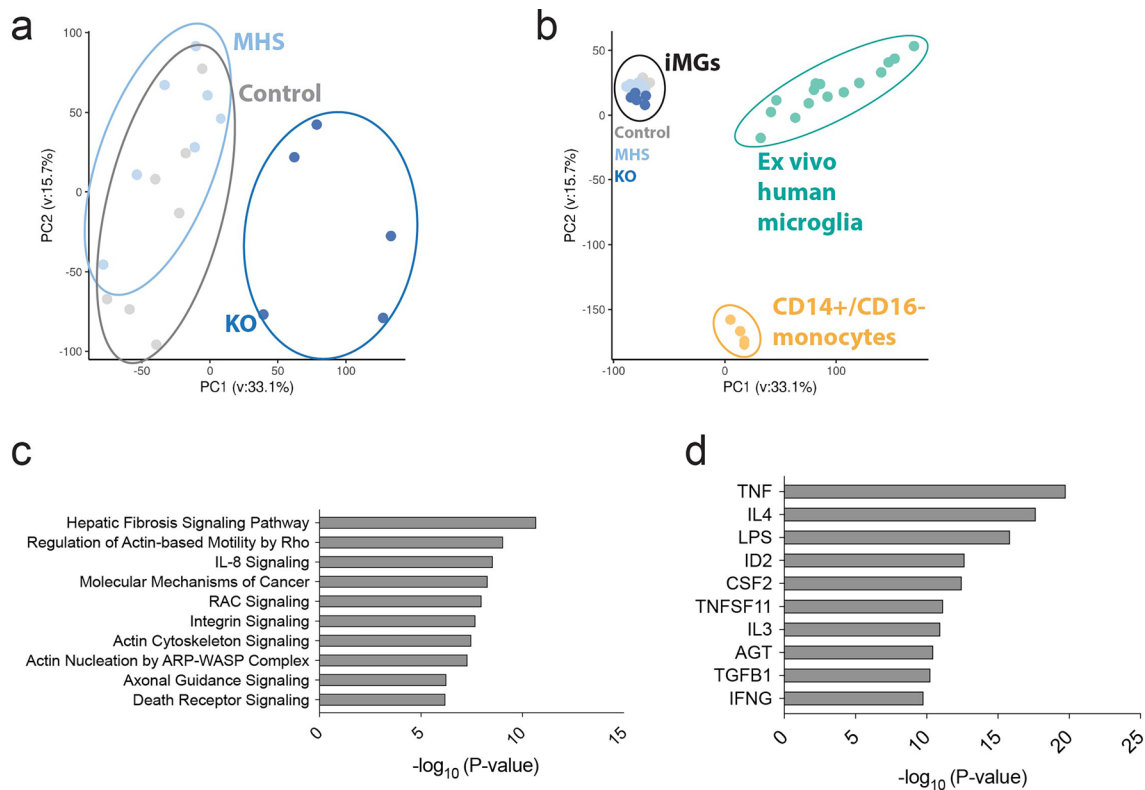 a
100
50
0
-50
-100
PC2 (v:15.7%)
MHS
Control
KO
-50
0
50
100
PC1 (v:33.1%)
b
50
0
-50
-100
-150
PC2 (v:15.7%)
iMGs
Control
MHS
KO
Ex vivo
human
microglia
CD14+/CD16-
monocytes
-100
0
100
PC1 (v:33.1%)
c
Hepatic Fibrosis Signaling Pathway
Regulation of Actin-based Motility by Rho
IL-8 Signaling
Molecular Mechanisms of Cancer
RAC Signaling
Integrin Signaling
Actin Cytoskeleton Signaling
Actin Nucleation by ARP-WASP Complex
Axonal Guidance Signaling
Death Receptor Signaling
0
5
10
15
-log10 (P-value)
d
TNF
IL4
LPS
ID2
CSF2
TNFSF11
IL3
AGT
TGFB1
IFNG
0
5
10
15
20
25
-log10 (P-value)